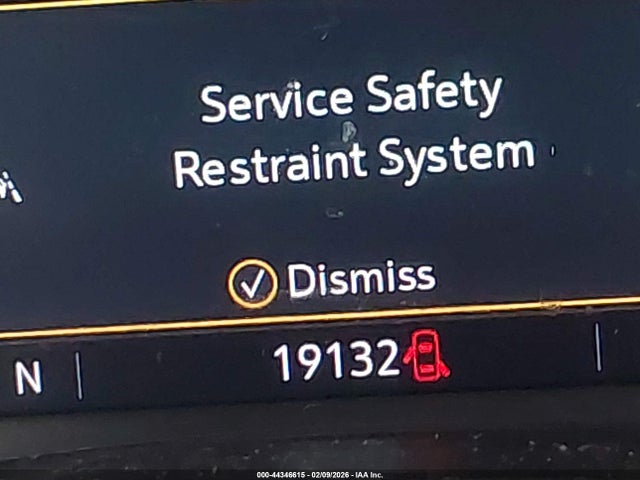 Service Safety
Restraint System
Dismiss
N 19132
000-44346615 - 02/09/2026 - IAA Inc.